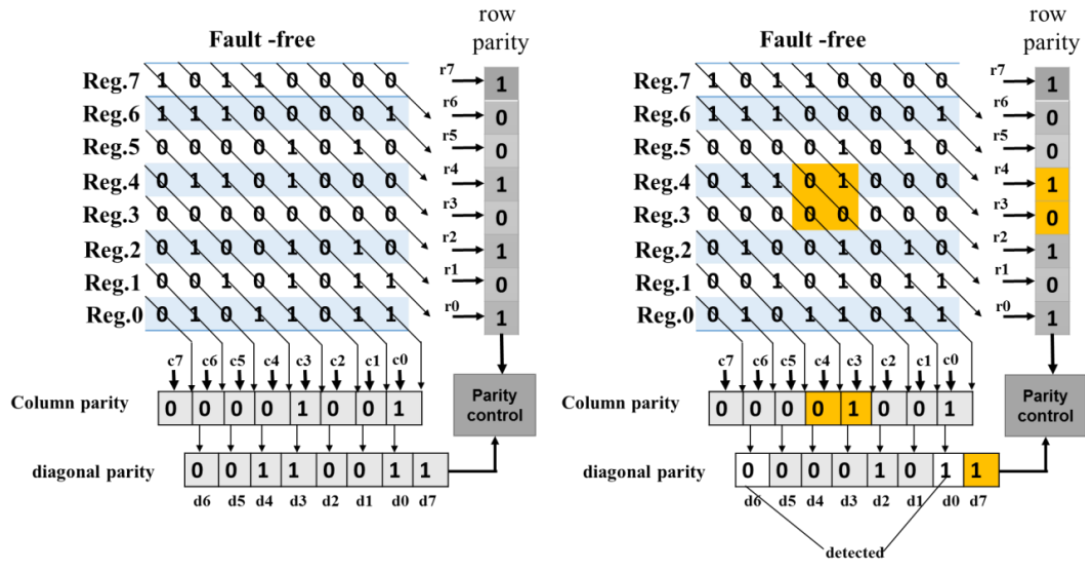 Fault -free
row
parity
Reg.7 1 0 1 1 0 0 0 0 r7 1
Reg.6 1 1 1 0 0 0 0 1 r6 0
Reg.5 0 0 0 0 1 0 1 0 r5 0
Reg.4 0 1 1 0 1 0 0 0 r4 1
Reg.3 0 0 0 0 0 0 0 0 r3 0
Reg.2 0 1 0 0 1 0 1 0 r2 1
Reg.1 0 0 1 0 1 0 1 1 r1 0
Reg.0 0 1 0 1 1 0 1 1 r0 1
c7 c6 c5 c4 c3 c2 c1 c0
Column parity 0 0 0 0 1 0 0 1
Parity
control
diagonal parity 0 0 1 1 0 0 1 1
d6 d5 d4 d3 d2 d1 d0 d7
Fault -free
row
parity
Reg.7 1 0 1 1 0 0 0 0 r7 1
Reg.6 1 1 1 0 0 0 0 1 r6 0
Reg.5 0 0 0 0 1 0 1 0 r5 0
Reg.4 0 1 1 0 1 0 0 0 r4 1
Reg.3 0 0 0 0 0 0 0 0 r3 0
Reg.2 0 1 0 0 1 0 1 0 r2 1
Reg.1 0 0 1 0 1 0 1 1 r1 0
Reg.0 0 1 0 1 1 0 1 1 r0 1
c7 c6 c5 c4 c3 c2 c1 c0
Column parity 0 0 0 0 1 0 0 1
Parity
control
diagonal parity 0 0 0 0 1 0 1 1
d6 d5 d4 d3 d2 d1 d0 d7
detected